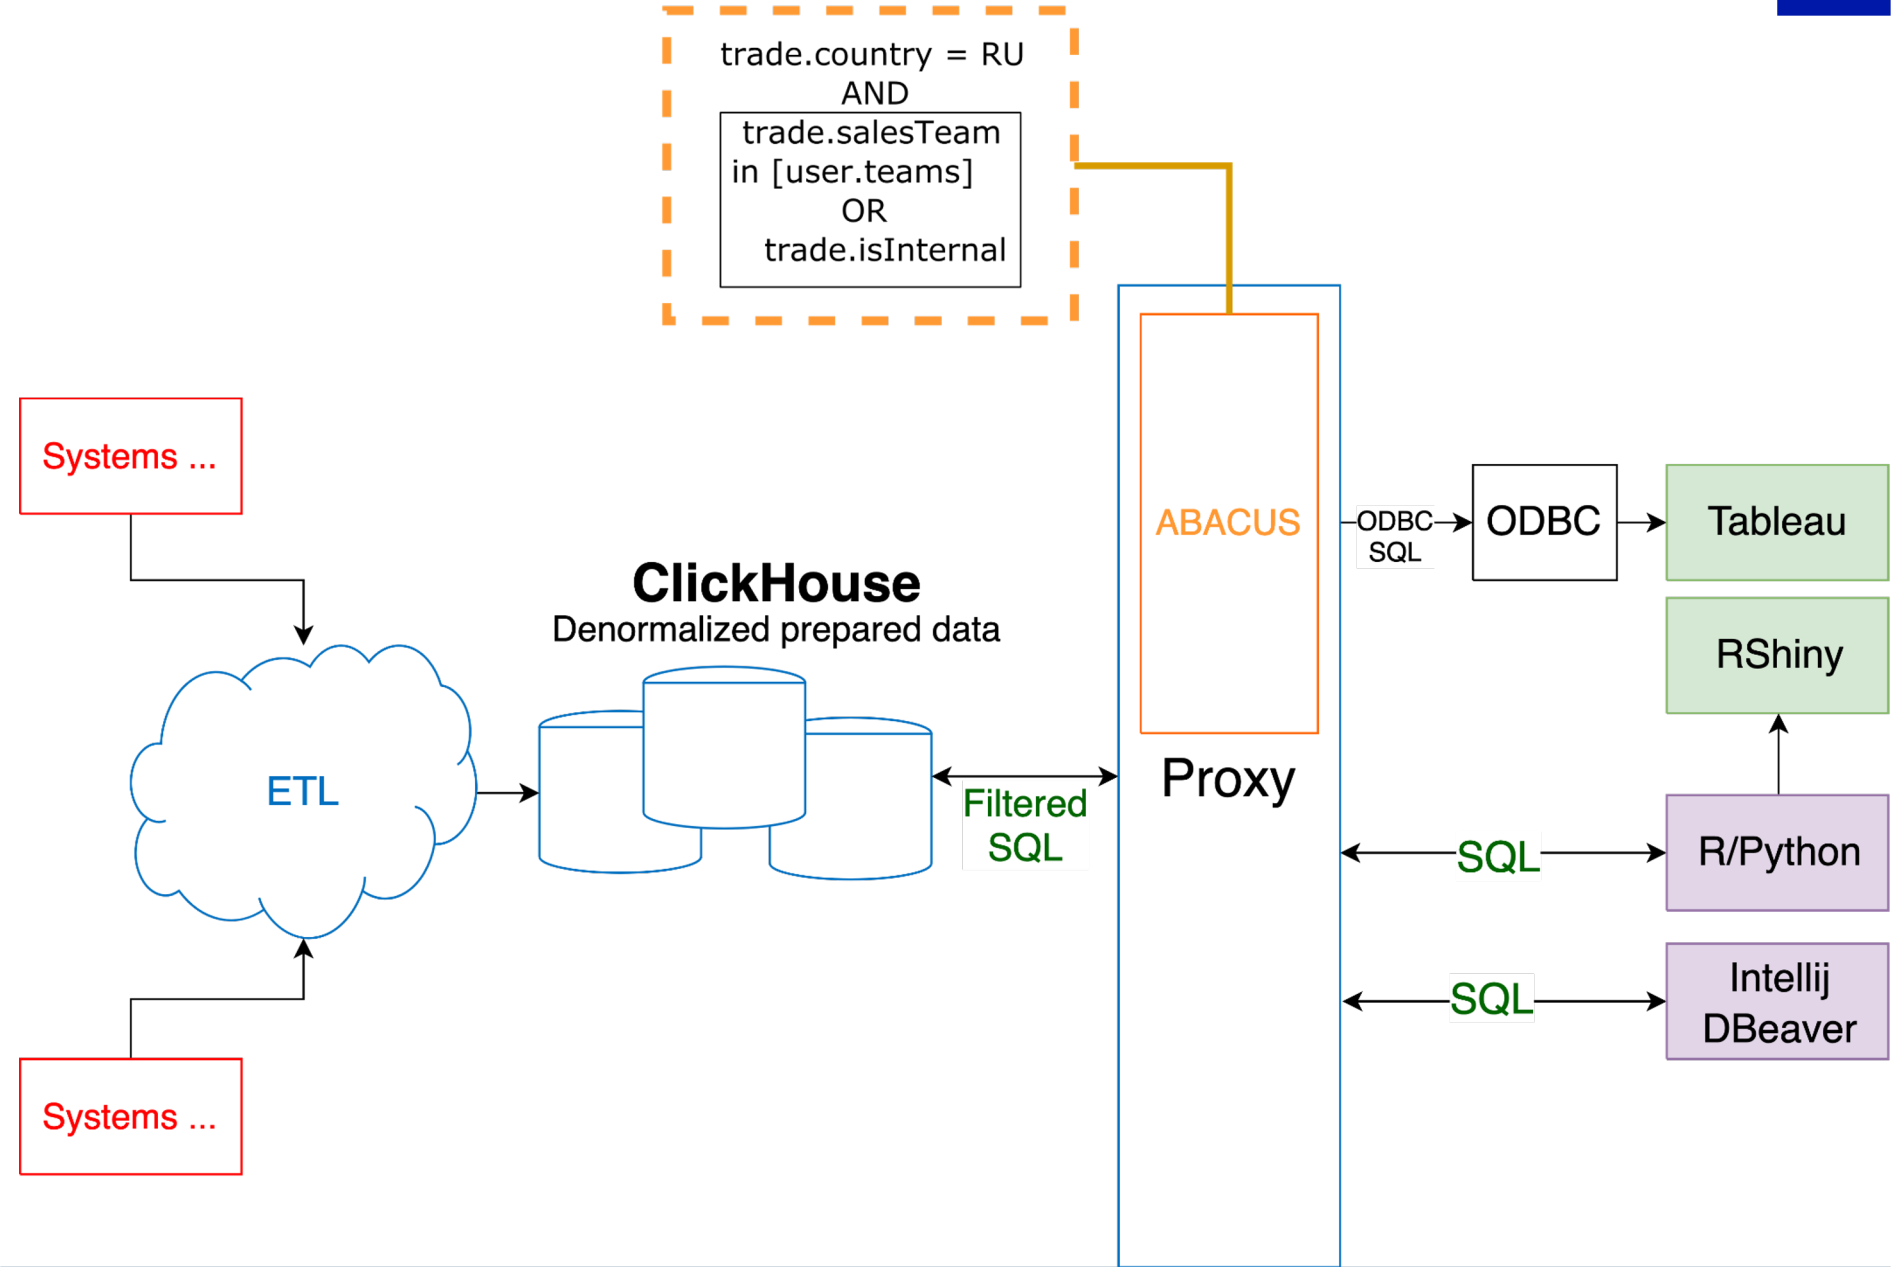 trade.country = RU
AND
trade.salesTeam
in [user.teams]
OR
trade.isInternal
Systems ...
ETL
Systems ...
ClickHouse
Denormalized prepared data
Filtered
SQL
ABACUS
Proxy
ODBC
SQL
ODBC
Tableau
RShiny
SQL
R/Python
SQL
Intellij
DBeaver